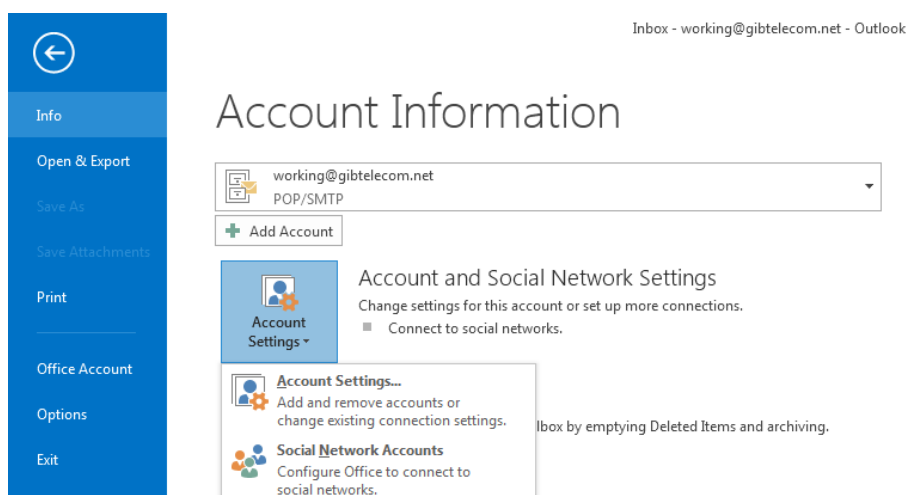 Inbox - working@gibtelecom.net - Outlook
Info
Open & Export
Save As
Save Attachments
Print
Office Account
Options
Exit
Account Information
working@gibtelecom.net
POP/SMTP
Add Account
Account
Settings
Account and Social Network Settings
Change settings for this account or set up more connections.
Connect to social networks.
Account Settings...
Add and remove accounts or
change existing connection settings.
lbox by emptying Deleted Items and archiving.
Social Network Accounts
Configure Office to connect to
social networks.